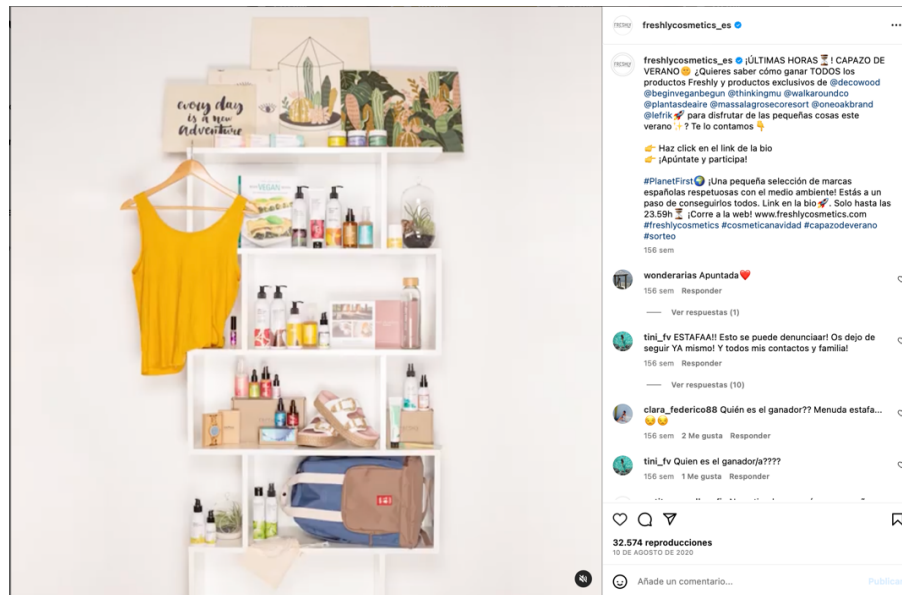 every day
is a new
adventure
VEGAN
FRESHLY
freshlycosmetics_es
FRESHLY
freshlycosmetics_es ¡ÚLTIMAS HORAS⏳! CAPAZO DE
VERANO🌞 ¿Quieres saber cómo ganar TODOS los
productos Freshly y productos exclusivos de @decowood
@beginveganbegun @thinkingmu @walkaroundco
@plantasdeaire @massalagrosecoresort @oneoakbrand
@lefrik🚀 para disfrutar de las pequeñas cosas este
verano✨? Te lo contamos 👇
👉 Haz click en el link de la bio
👉 ¡Apúntate y participa!
#PlanetFirst🌍 ¡Una pequeña selección de marcas
españolas respetuosas con el medio ambiente! Estás a un
paso de conseguirlos todos. Link en la bio🚀. Solo hasta las
23.59h⏳ ¡Corre a la web! www.freshlycosmetics.com
#freshlycosmetics #cosmeticanavidad #capazodeverano
#sorteo
156 sem
wonderarias Apuntada❤️
156 sem Responder
Ver respuestas (1)
tini_fv ESTAFAA!! Esto se puede denunciaar! Os dejo de
seguir YA mismo! Y todos mis contactos y familia!
156 sem Responder
Ver respuestas (10)
clara_federico88 Quién es el ganador?? Menuda estafa...
😒😒
156 sem 2 Me gusta Responder
tini_fv Quien es el ganador/a????
156 sem 1 Me gusta Responder
32.574 reproducciones
10 DE AGOSTO DE 2020
Añade un comentario...
Publicar